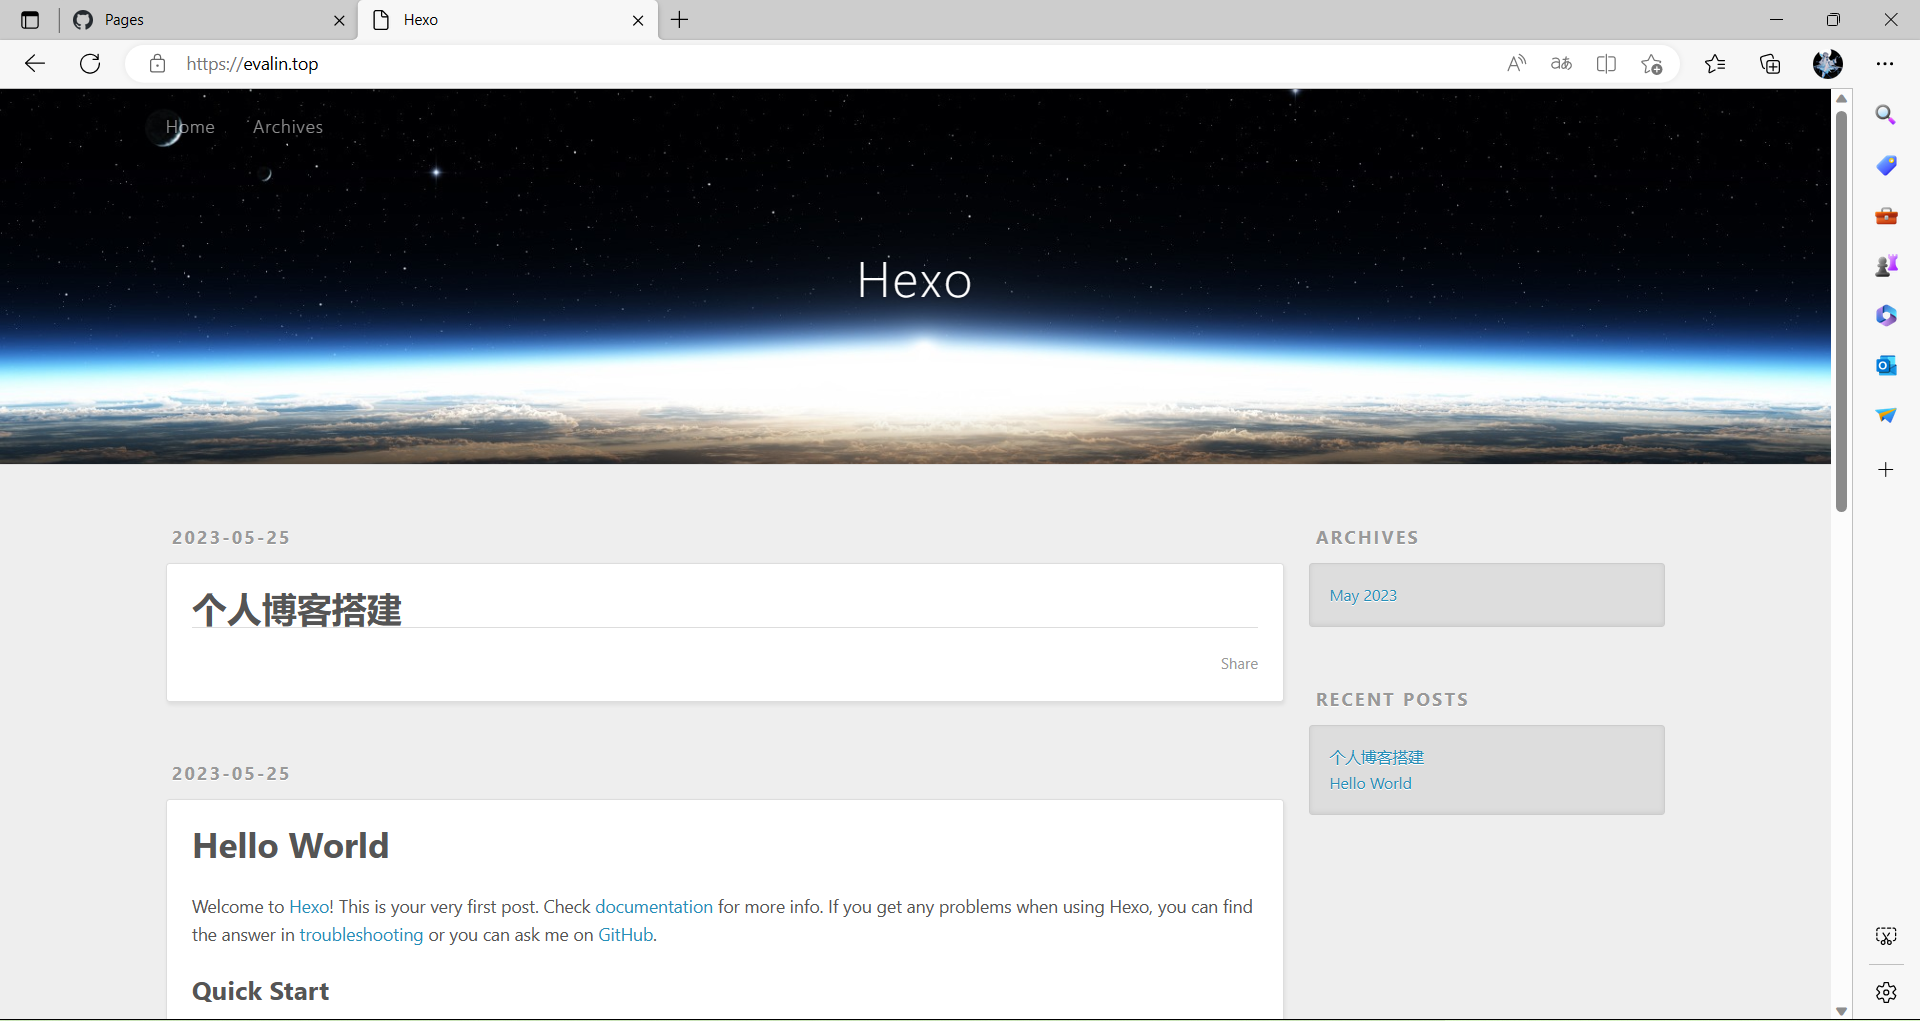 Pages
Hexo
https://evalin.top
Home
Archives
Hexo
2023-05-25
个人博客搭建
Share
2023-05-25
Hello World
Welcome to Hexo! This is your very first post. Check documentation for more info. If you get any problems when using Hexo, you can find
the answer in troubleshooting or you can ask me on GitHub.
Quick Start
ARCHIVES
May 2023
RECENT POSTS
个人博客搭建
Hello World